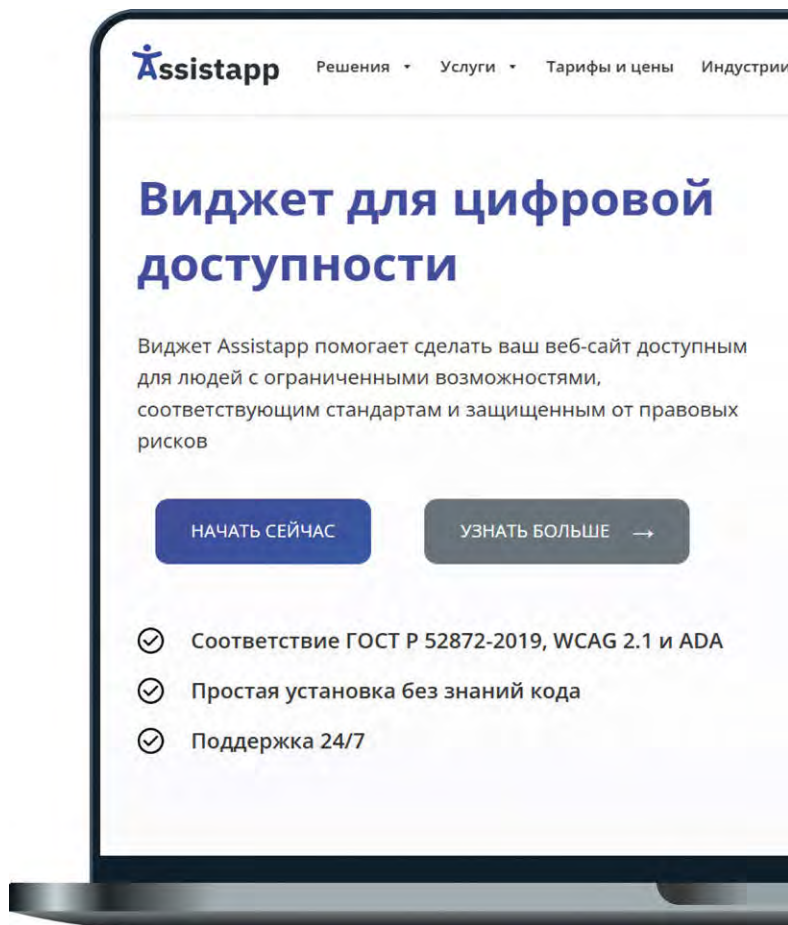 Assistapp Решения Услуги Тарифы и цены Индустрии
Виджет для цифровой
доступности
Виджет Assistapp помогает сделать ваш веб-сайт доступным
для людей с ограниченными возможностями,
соответствующим стандартам и защищенным от правовых
рисков
НАЧАТЬ СЕЙЧАС УЗНАТЬ БОЛЬШЕ →
Соответствие ГОСТ Р 52872-2019, WCAG 2.1 и ADA
Простая установка без знаний кода
Поддержка 24/7